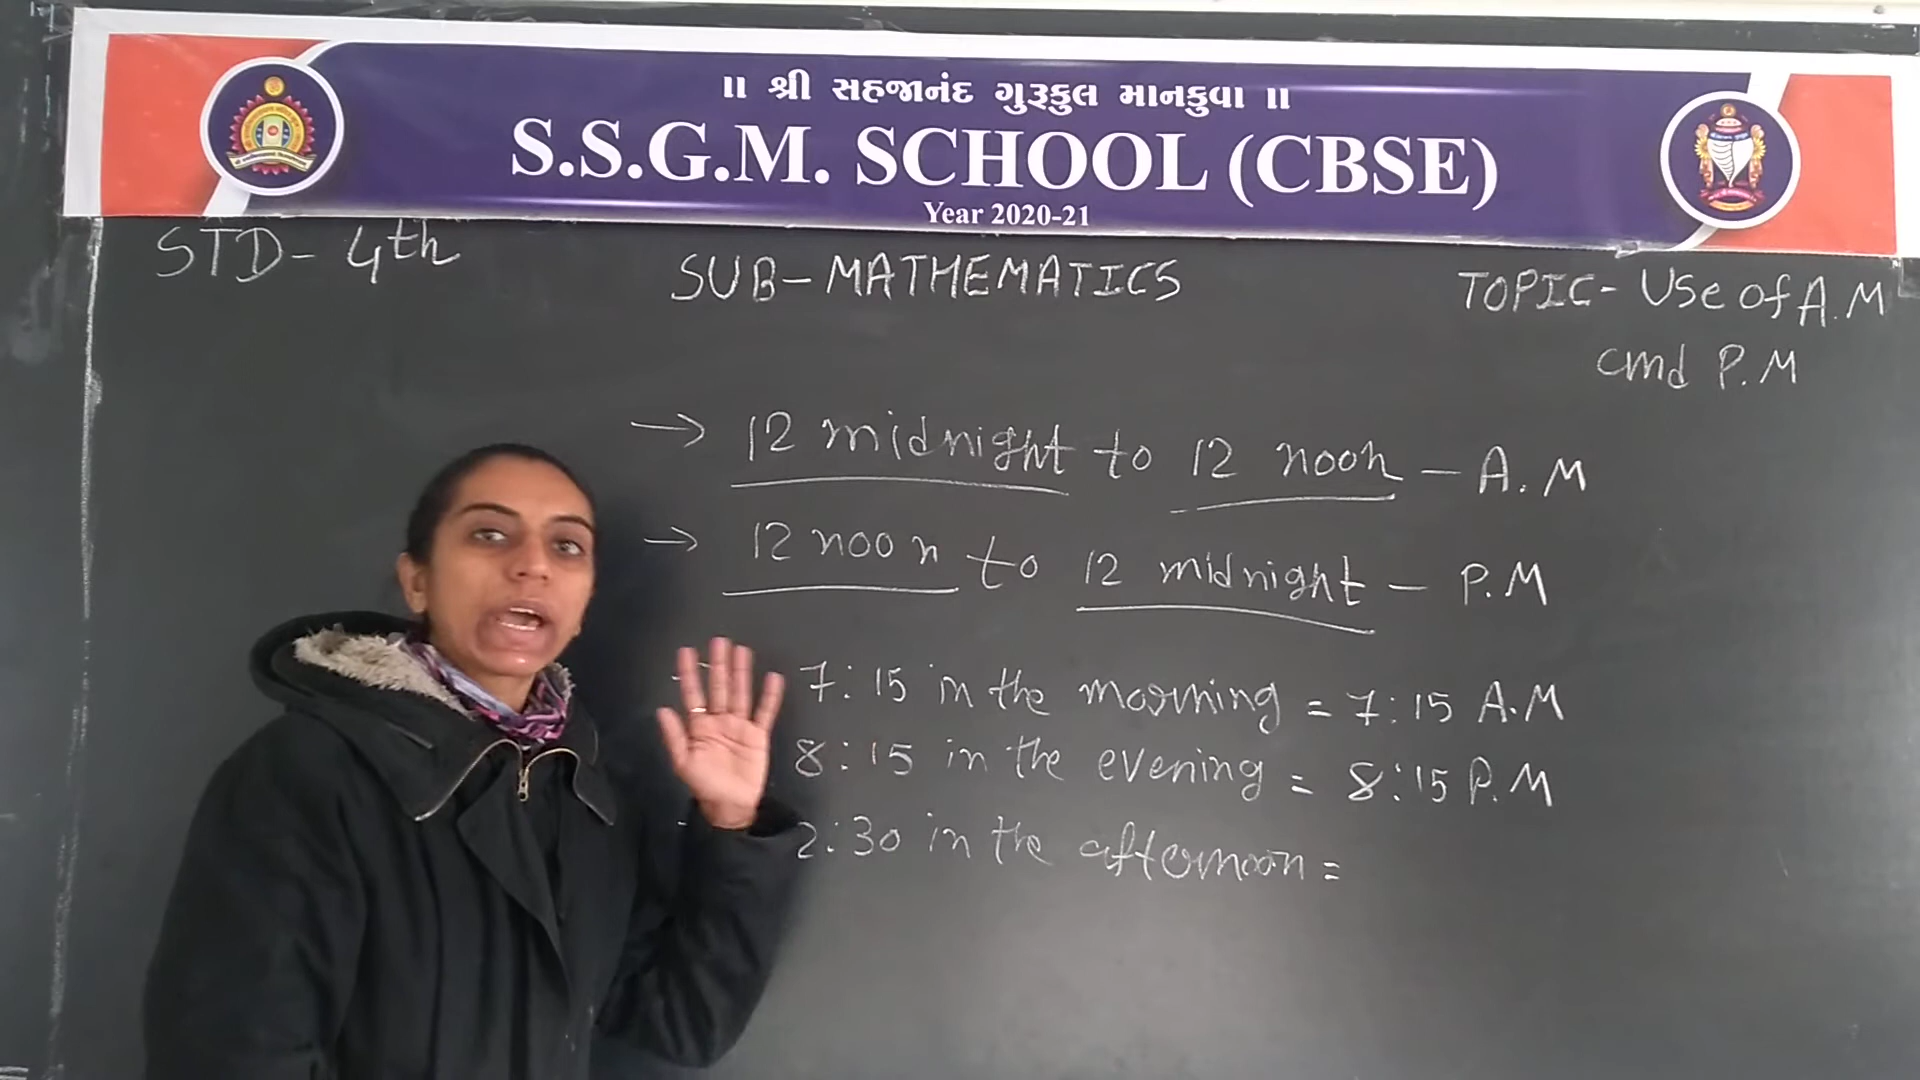 ॥ શ્રી સહજાનંદ ગુરૂકુલ માનકુવા ॥
S.S.G.M. SCHOOL (CBSE)
Year 2020-21
STD- 4th
SUB-MATHEMATICS
TOPIC- Use of A.M
and P.M
→ 12 midnight to 12 noon - A.M
→ 12 noon to 12 midnight - P.M
7:15 in the morning = 7:15 A.M
8:15 in the evening = 8:15 P.M
2:30 in the afternoon =